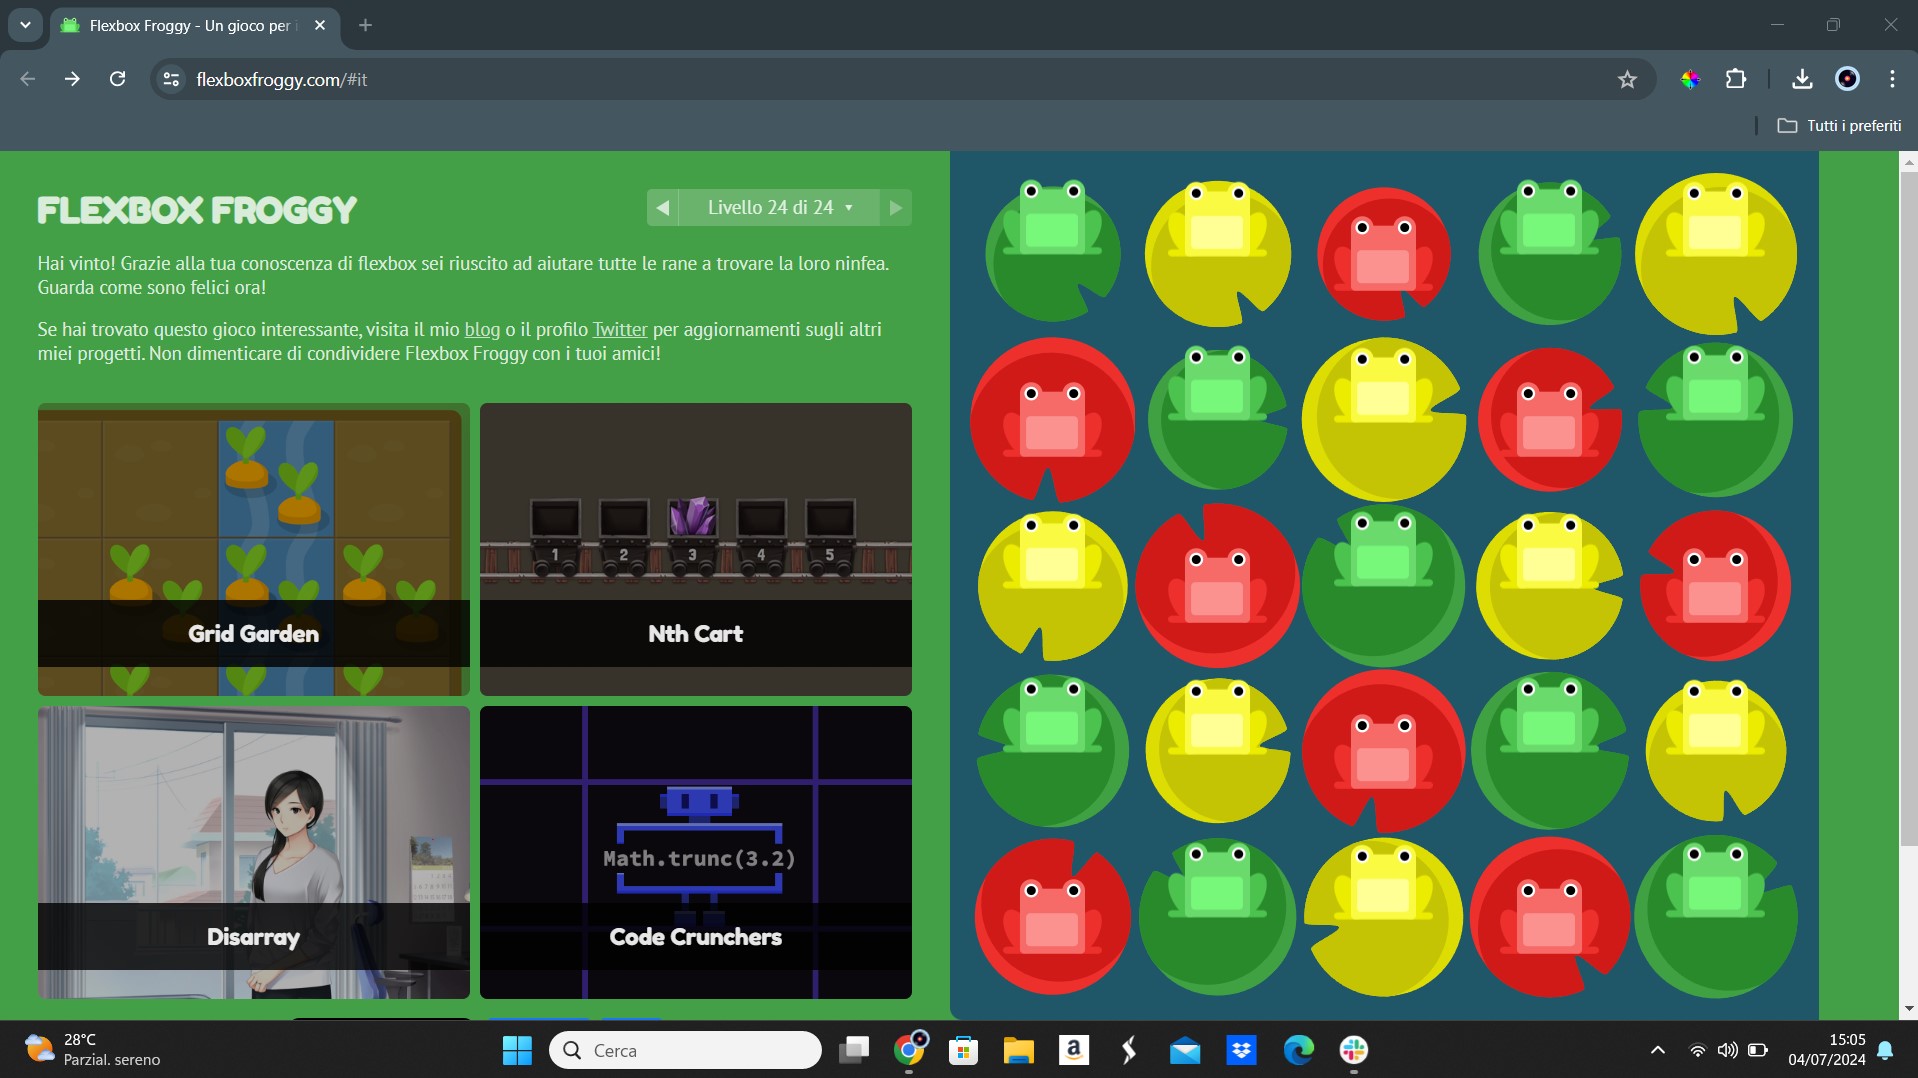 Flexbox Froggy - Un gioco per i
flexboxfroggy.com/#it
Tutti i preferiti
FLEXBOX FROGGY
Livello 24 di 24
Hai vinto! Grazie alla tua conoscenza di flexbox sei riuscito ad aiutare tutte le rane a trovare la loro ninfea.
Guarda come sono felici ora!
Se hai trovato questo gioco interessante, visita il mio blog o il profilo Twitter per aggiornamenti sugli altri
miei progetti. Non dimenticare di condividere Flexbox Froggy con i tuoi amici!
1 2 3 4 5
Grid Garden
Nth Cart
Math.trunc(3.2)
Disarray
Code Crunchers
28°C
Parzial. sereno
Cerca
a
15:05
04/07/2024